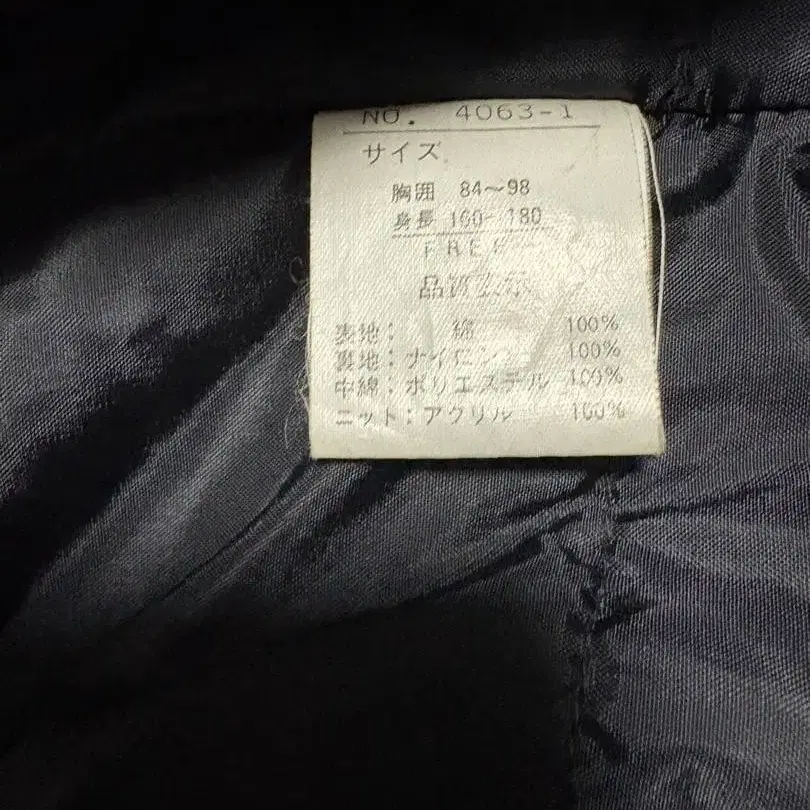 NO. 4063-1
サイズ
胸囲 84～98
身長 160-180
FREE
品質表示
表地: 綿 100%
裏地:ナイロン 100%
中綿:ポリエステル 100%
ニット:アクリル 100%